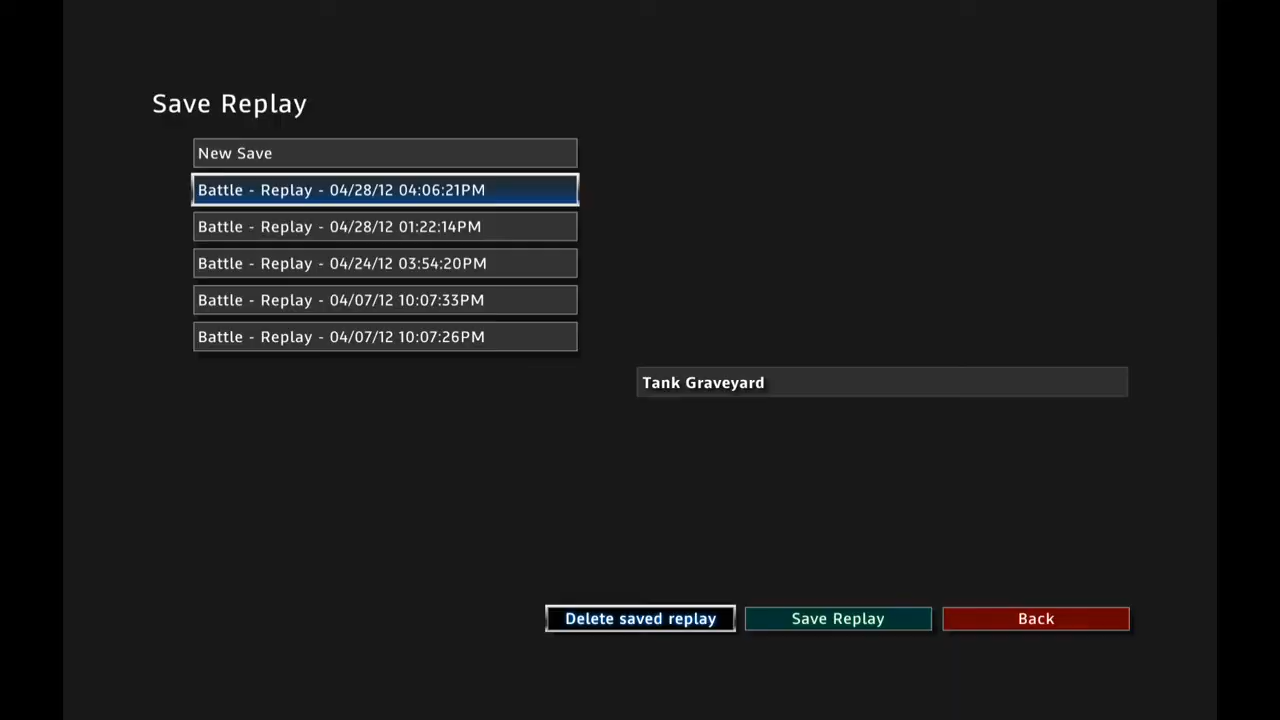 Save Replay
New Save
Battle - Replay - 04/28/12 04:06:21PM
Battle - Replay - 04/28/12 01:22:14PM
Battle - Replay - 04/24/12 03:54:20PM
Battle - Replay - 04/07/12 10:07:33PM
Battle - Replay - 04/07/12 10:07:26PM
Tank Graveyard
Delete saved replay
Save Replay
Back